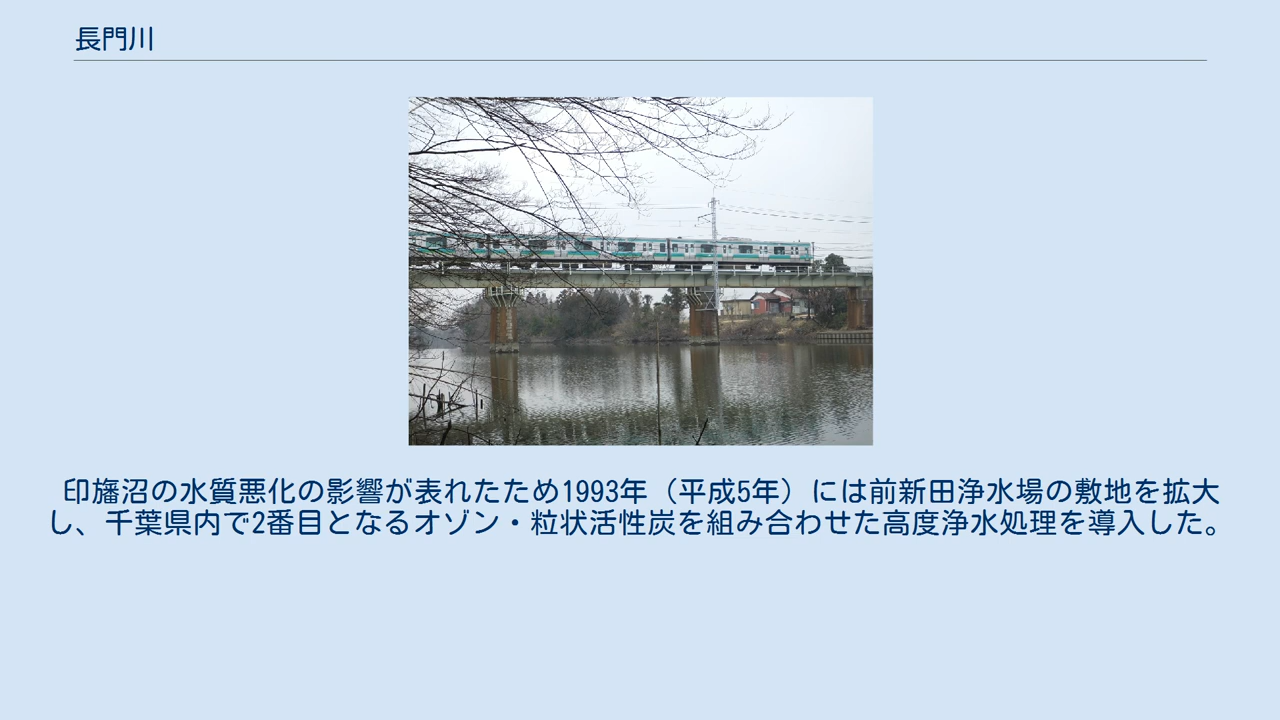 長門川
印旛沼の水質悪化の影響が表れたため1993年（平成5年）には前新田浄水場の敷地を拡大
し、千葉県内で2番目となるオゾン・粒状活性炭を組み合わせた高度浄水処理を導入した。